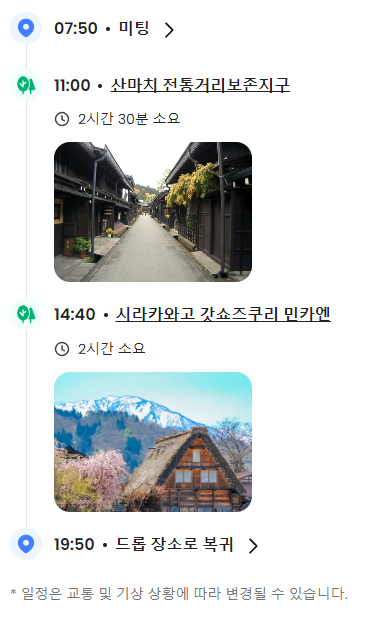 07:50 • 미팅
11:00 • 산마치 전통거리보존지구
2시간 30분 소요
14:40 • 시라카와고 갓쇼즈쿠리 민카엔
2시간 소요
19:50 • 드롭 장소로 복귀
* 일정은 교통 및 기상 상황에 따라 변경될 수 있습니다.